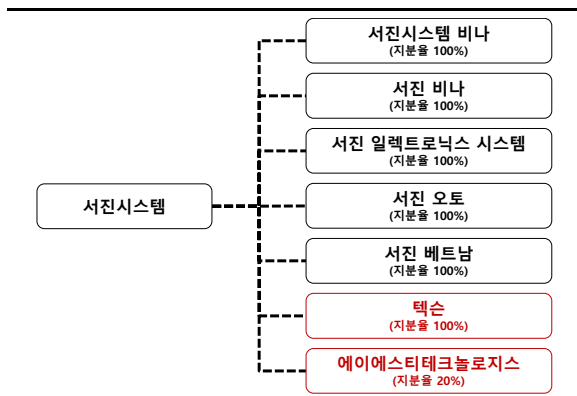 서진시스템 비나
(지분율 100%)
서진 비나
(지분율 100%)
서진 일렉트로닉스 시스템
(지분율 100%)
서진시스템
서진 오토
(지분율 100%)
서진 베트남
(지분율 100%)
텍슨
(지분율 100%)
에이에스티테크놀로지스
(지분율 20%)